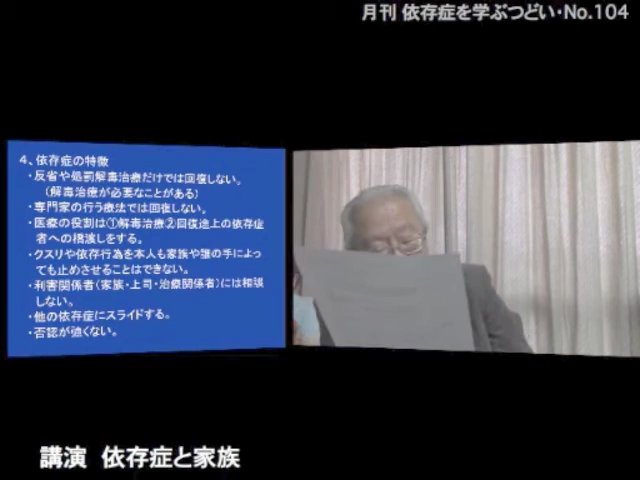 月刊 依存症を学ぶつどい・No.104
4、依存症の特徴
・反省や処罰解毒治療だけでは回復しない。
（解毒治療が必要なことがある）
・専門家の行う療法では回復しない。
・医療の役割は①解毒治療②回復途上の依存症
者への橋渡しをする。
・クスリや依存行為を本人も家族や誰の手によっ
ても止めさせることはできない。
・利害関係者（家族・上司・治療関係者）には相談
しない。
・他の依存症にスライドする。
・否認が強くない。
講演 依存症と家族